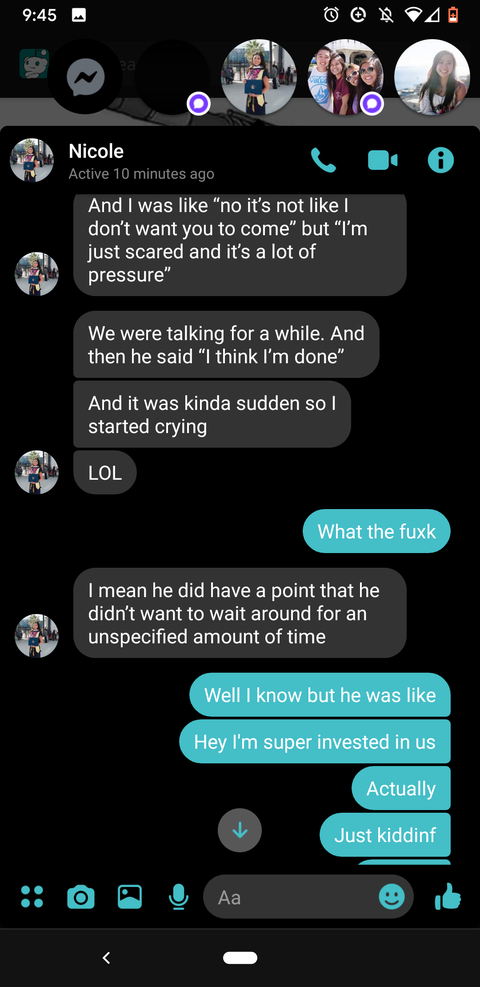 9:45
ea
Nicole
Active 10 minutes ago
And I was like “no it’s not like I
don’t want you to come” but “I’m
just scared and it’s a lot of
pressure”
We were talking for a while. And
then he said “I think I’m done”
And it was kinda sudden so I
started crying
LOL
What the fuxk
I mean he did have a point that he
didn’t want to wait around for an
unspecified amount of time
Well I know but he was like
Hey I'm super invested in us
Actually
Just kiddinf
Aa